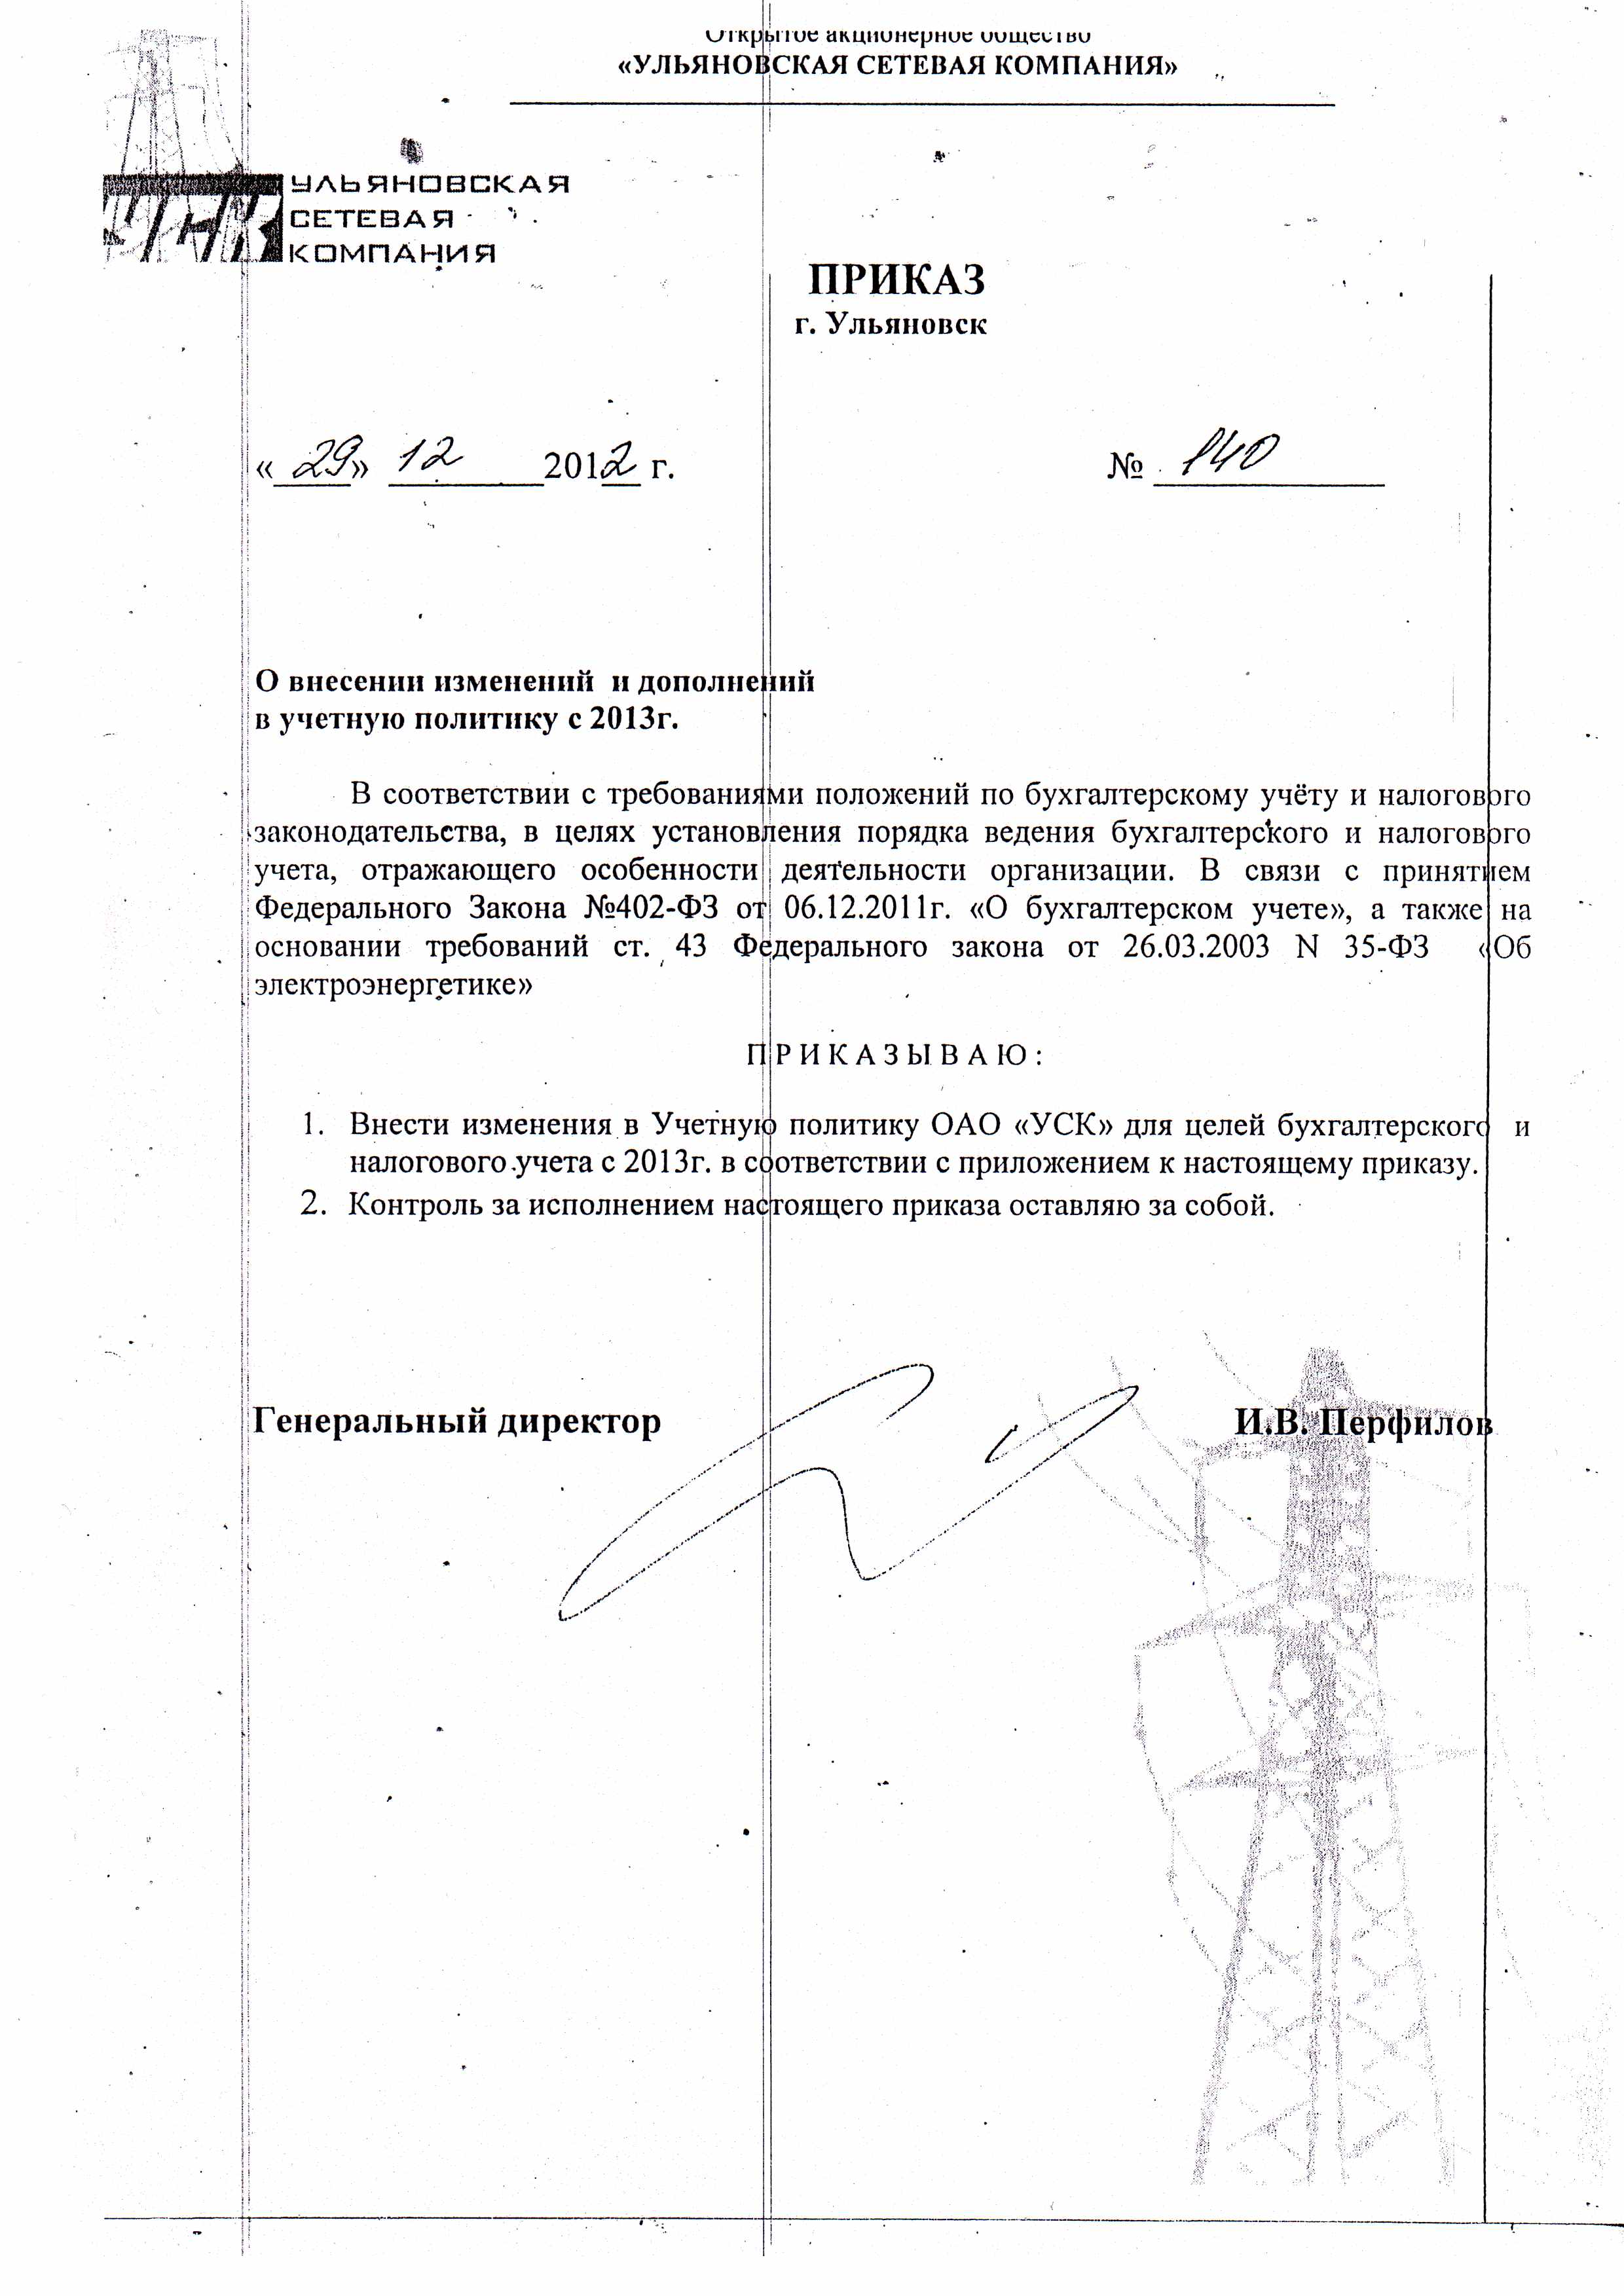 Открытое акционерное общество
«УЛЬЯНОВСКАЯ СЕТЕВАЯ КОМПАНИЯ»
УЛЬЯНОВСКАЯ
СЕТЕВАЯ
КОМПАНИЯ
ПРИКАЗ
г. Ульяновск
« 29 » 12 2012 г. № 140
О внесении изменений и дополнений
в учетную политику с 2013г.
В соответствии с требованиями положений по бухгалтерскому учёту и налогового
законодательства, в целях установления порядка ведения бухгалтерского и налогового
учета, отражающего особенности деятельности организации. В связи с принятием
Федерального Закона №402-ФЗ от 06.12.2011г. «О бухгалтерском учете», а также на
основании требований ст. 43 Федерального закона от 26.03.2003 N 35-ФЗ «Об
электроэнергетике»
П Р И К А З Ы В А Ю :
1. Внести изменения в Учетную политику ОАО «УСК» для целей бухгалтерского и
налогового учета с 2013г. в соответствии с приложением к настоящему приказу.
2. Контроль за исполнением настоящего приказа оставляю за собой.
Генеральный директор И.В. Перфилов